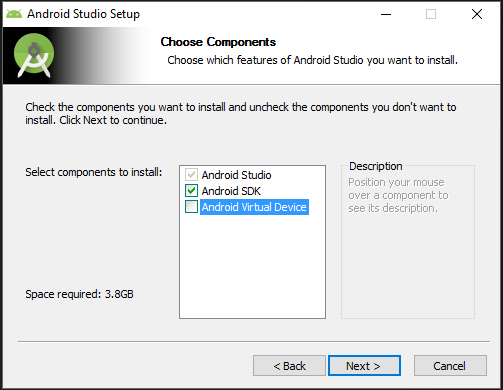 Android Studio Setup
Choose Components
Choose which features of Android Studio you want to install.
Check the components you want to install and uncheck the components you don't want to
install. Click Next to continue.
Select components to install:
Android Studio
Android SDK
Android Virtual Device
Description
Position your mouse
over a component to
see its description.
Space required: 3.8GB
< Back
Next >
Cancel